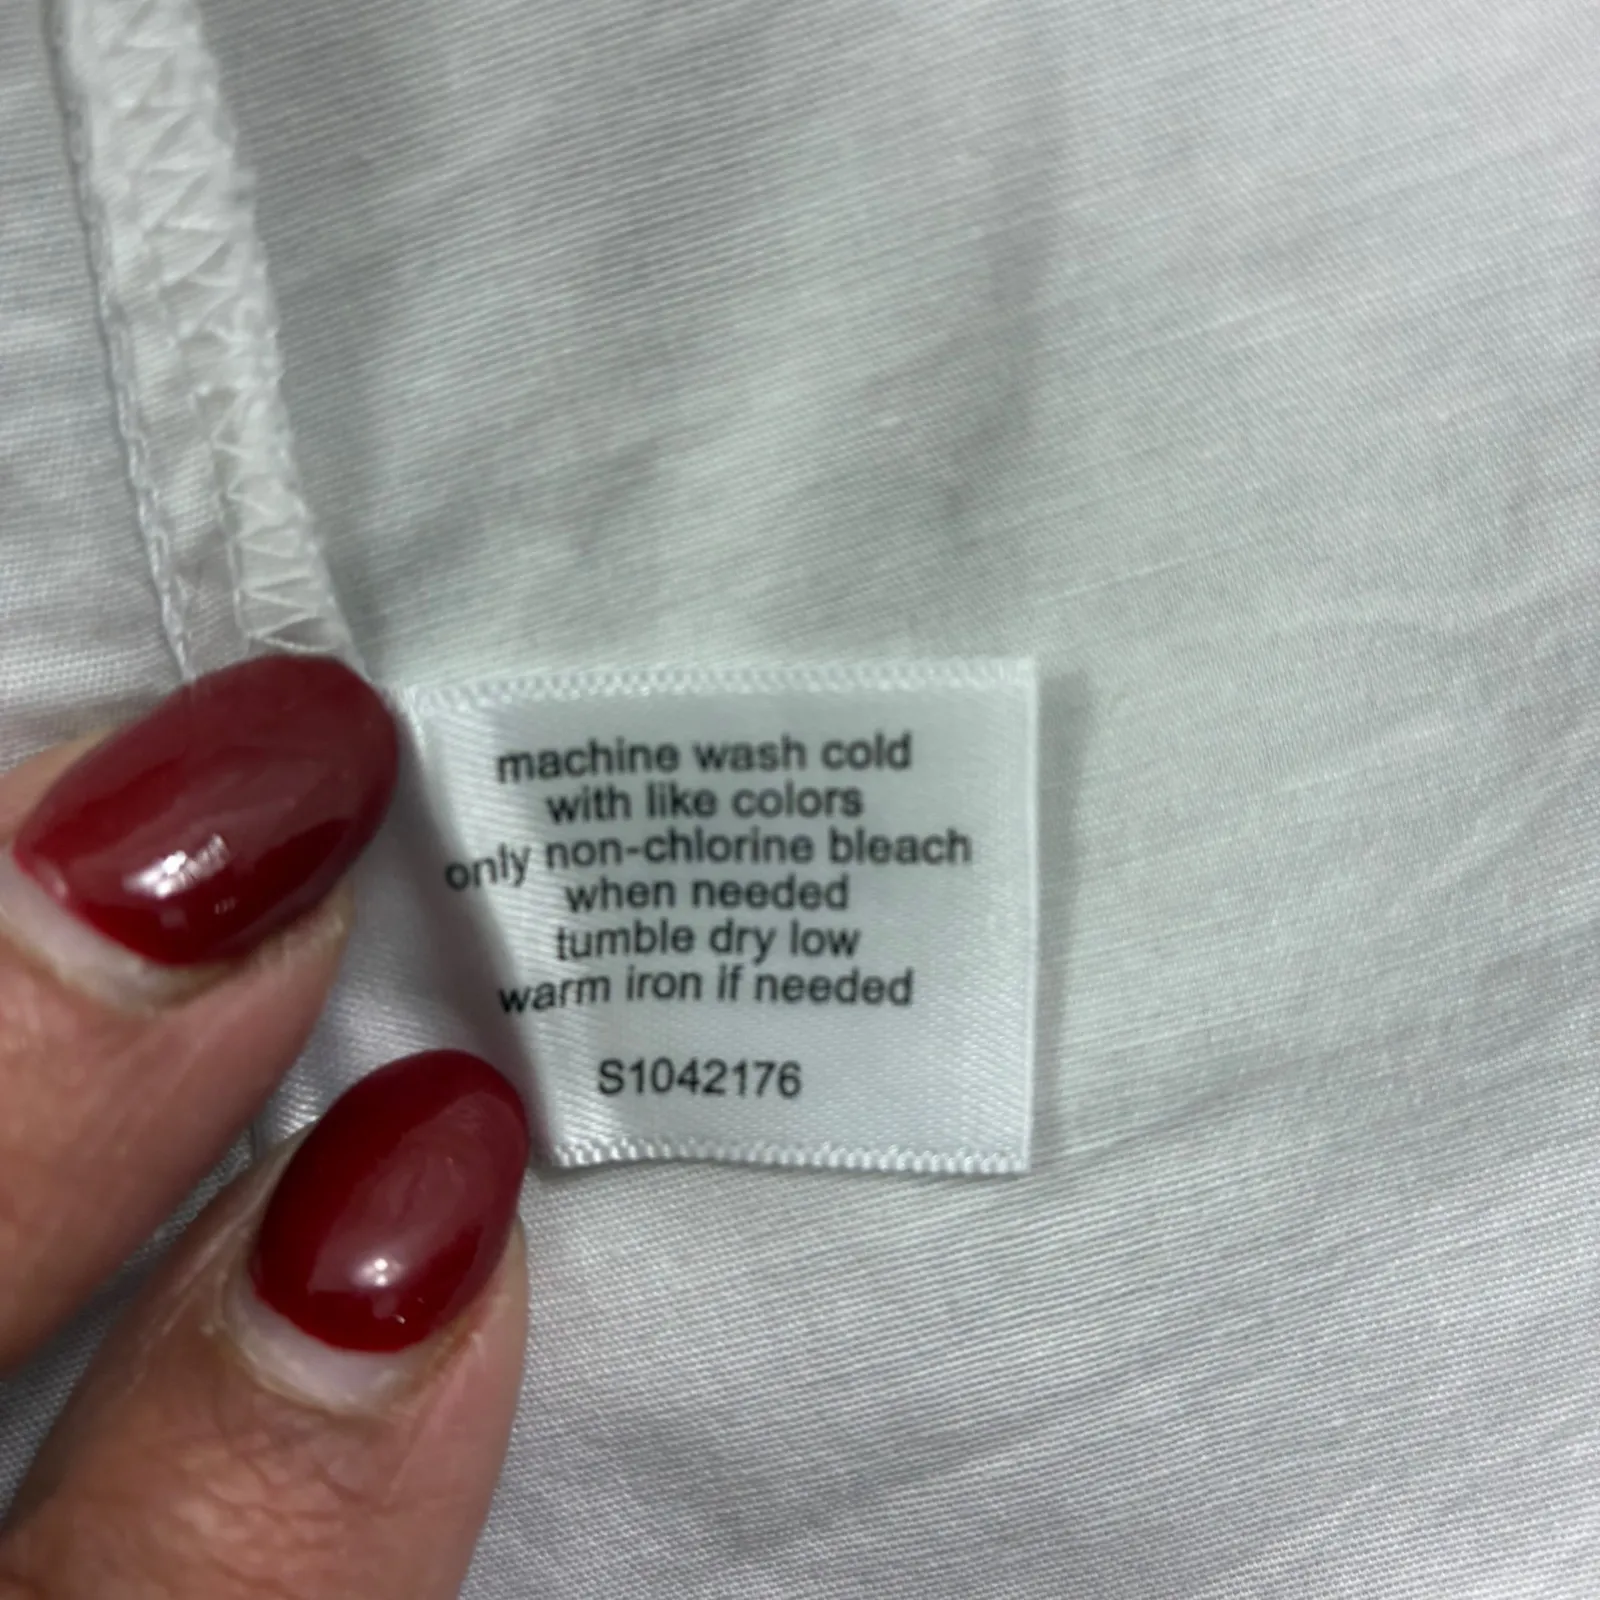 machine wash cold
with like colors
only non-chlorine bleach
when needed
tumble dry low
warm iron if needed
S1042176